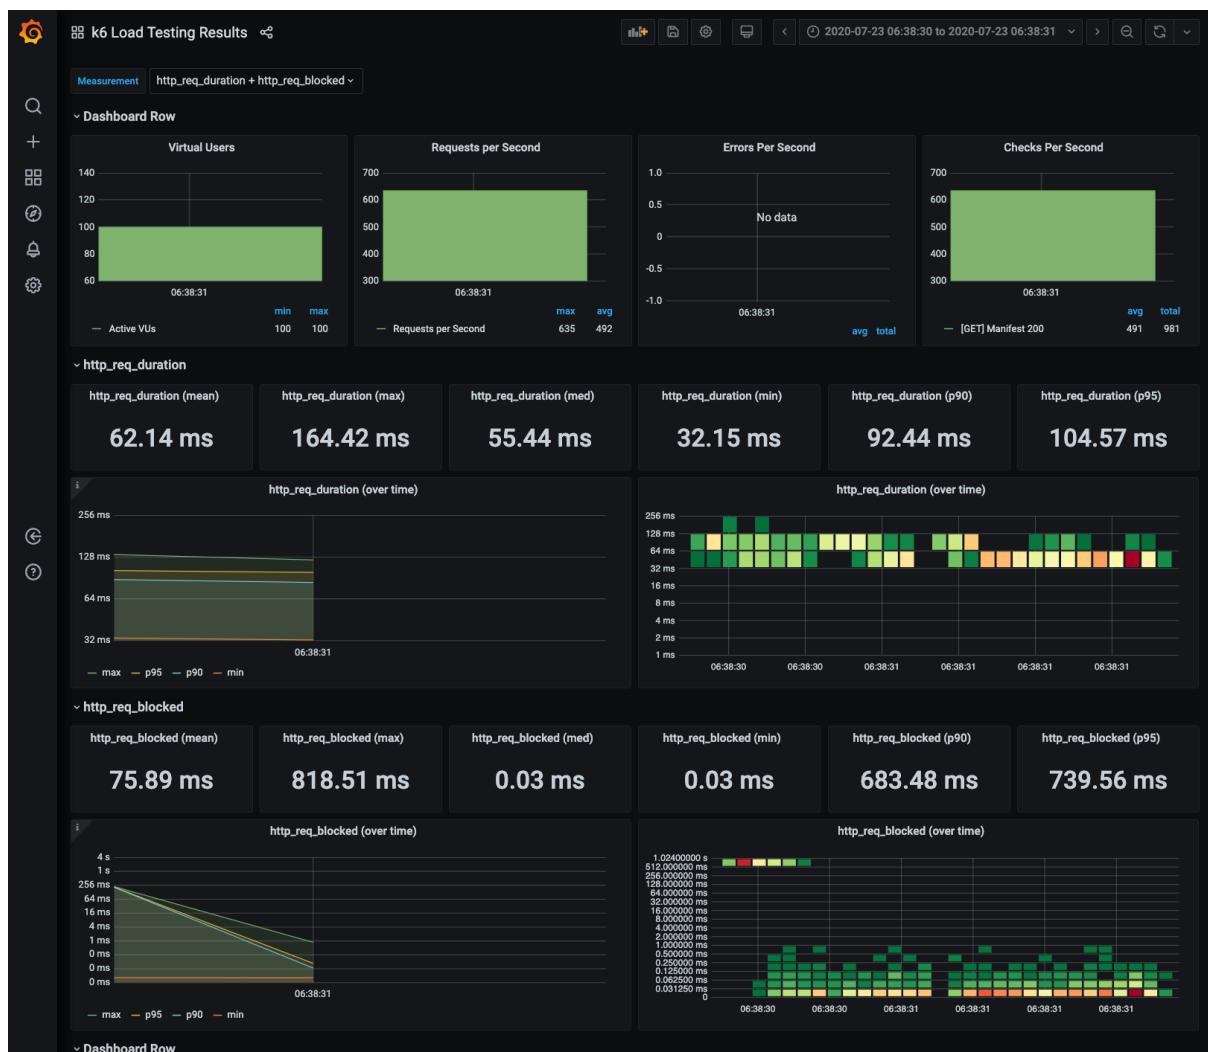 k6 Load Testing Results
2020-07-23 06:38:30 to 2020-07-23 06:38:31
Measurement http_req_duration + http_req_blocked
Dashboard Row
Virtual Users
140
120
100
80
60
06:38:31
min max
Active VUs 100 100
Requests per Second
700
600
500
400
300
06:38:31
max avg
Requests per Second 635 492
Errors Per Second
1.0
0.5
0
-0.5
-1.0
No data
06:38:31
avg total
Checks Per Second
700
600
500
400
300
06:38:31
avg total
[GET] Manifest 200 491 981
http_req_duration
http_req_duration (mean)
62.14 ms
http_req_duration (max)
164.42 ms
http_req_duration (med)
55.44 ms
http_req_duration (min)
32.15 ms
http_req_duration (p90)
92.44 ms
http_req_duration (p95)
104.57 ms
i
http_req_duration (over time)
256 ms
128 ms
64 ms
32 ms
06:38:31
max p95 p90 min
http_req_duration (over time)
256 ms
128 ms
64 ms
32 ms
16 ms
8 ms
4 ms
2 ms
1 ms
06:38:30 06:38:30 06:38:31 06:38:31 06:38:31 06:38:31
http_req_blocked
http_req_blocked (mean)
75.89 ms
http_req_blocked (max)
818.51 ms
http_req_blocked (med)
0.03 ms
http_req_blocked (min)
0.03 ms
http_req_blocked (p90)
683.48 ms
http_req_blocked (p95)
739.56 ms
i
http_req_blocked (over time)
4 s
1 s
256 ms
64 ms
16 ms
4 ms
1 ms
0 ms
0 ms
0 ms
06:38:31
max p95 p90 min
http_req_blocked (over time)
1.02400000 s
512.000000 ms
256.000000 ms
128.000000 ms
64.000000 ms
32.000000 ms
16.000000 ms
8.000000 ms
4.000000 ms
2.000000 ms
1.000000 ms
0.500000 ms
0.250000 ms
0.125000 ms
0.062500 ms
0.031250 ms
0
06:38:30 06:38:30 06:38:31 06:38:31 06:38:31 06:38:31
Dashboard Row